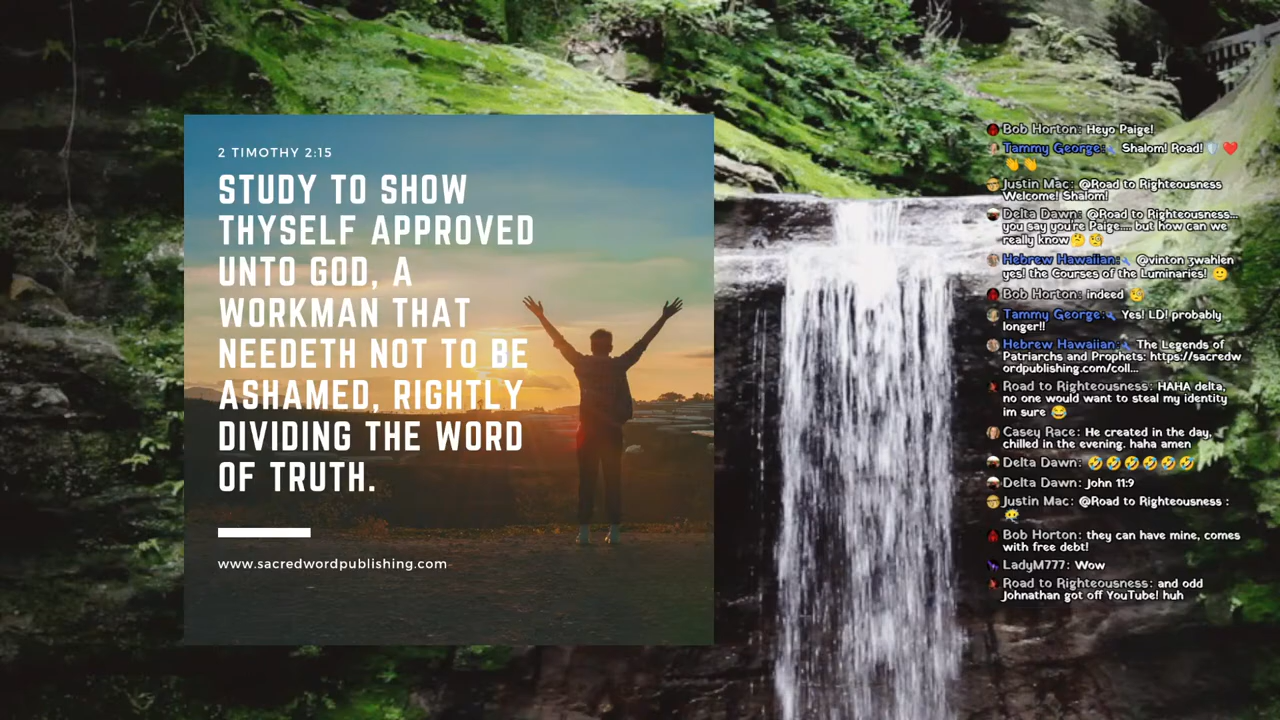 2 TIMOTHY 2:15
STUDY TO SHOW
THYSELF APPROVED
UNTO GOD, A
WORKMAN THAT
NEEDETH NOT TO BE
ASHAMED, RIGHTLY
DIVIDING THE WORD
OF TRUTH.
www.sacredwordpublishing.com
Bob Horton: Heyo Paige!
Tammy George: Shalom! Road! 🛡️ ❤️
👋 👋
Justin Mac: @Road to Righteousness
Welcome! Shalom!
Delta Dawn: @Road to Righteousness...
you say you're Paige.... but how can we
really know 🤔 🧐
Hebrew Hawaiian: @vinton zwahlen
yes! the Courses of the Luminaries! 🙂
Bob Horton: indeed 🧐
Tammy George: Yes! LD! probably
longer!!
Hebrew Hawaiian: The Legends of
Patriarchs and Prophets: https://sacredw
ordpublishing.com/coll...
Road to Righteousness: HAHA delta,
no one would want to steal my identity
im sure 😂
Casey Race: He created in the day,
chilled in the evening. haha amen
Delta Dawn: 🤣🤣🤣🤣🤣🤣
Delta Dawn: John 11:9
Justin Mac: @Road to Righteousness :
Bob Horton: they can have mine, comes
with free debt!
LadyM777: Wow
Road to Righteousness: and odd
Johnathan got off YouTube! huh